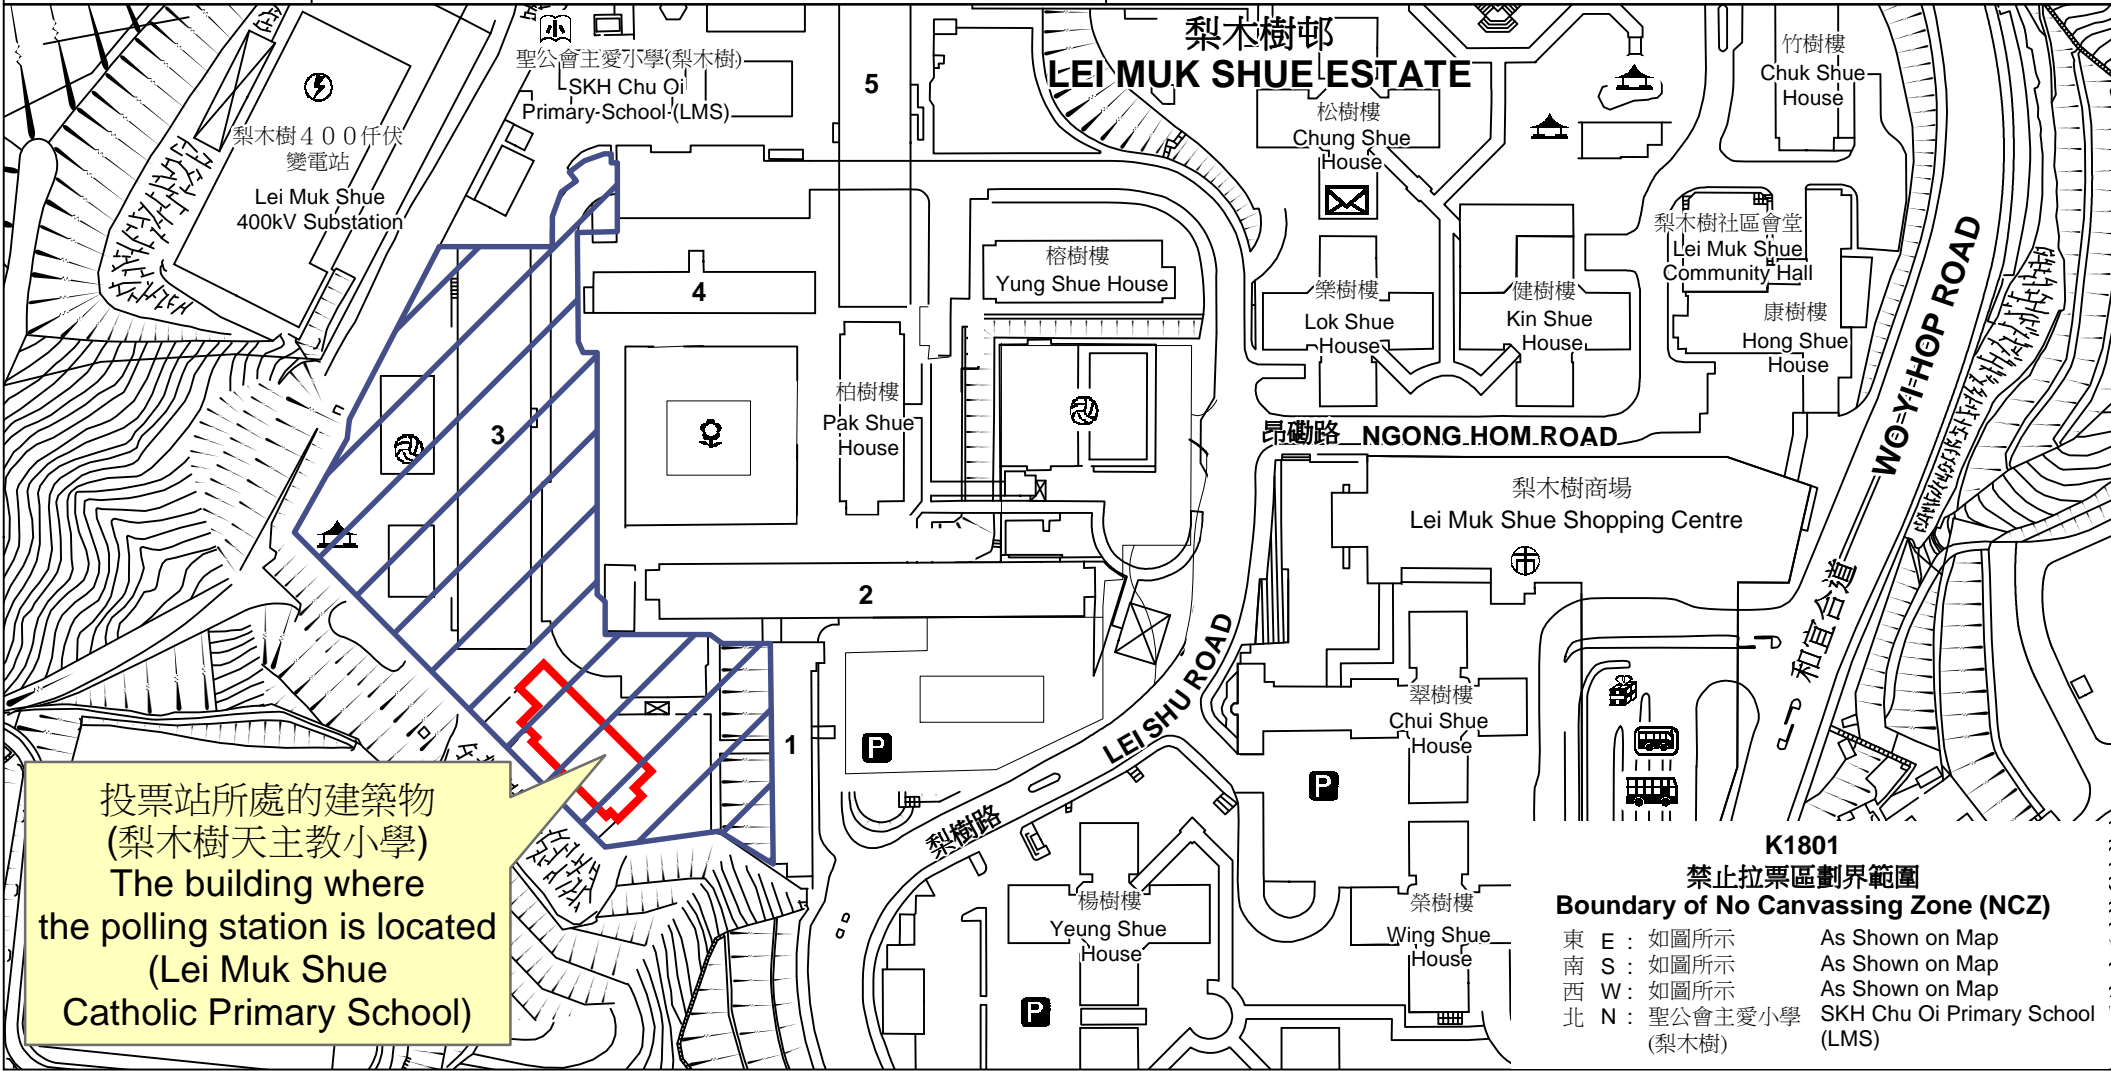 聖公會主愛小學(梨木樹)
SKH Chu Oi
Primary School (LMS)
5
梨木樹邨
LEI MUK SHUE ESTATE
松樹樓
Chung Shue
House
竹樹樓
Chuk Shue
House
梨木樹400仟伏
變電站
Lei Muk Shue
400kV Substation
4
榕樹樓
Yung Shue House
樂樹樓
Lok Shue
House
健樹樓
Kin Shue
House
梨木樹社區會堂
Lei Muk Shue
Community Hall
康樹樓
Hong Shue
House
WO YI HOP ROAD
3
柏樹樓
Pak Shue
House
昂磡路 NGONG HOM ROAD
梨木樹商場
Lei Muk Shue Shopping Centre
市
2
和宜合道
LEI SHU ROAD
梨樹路
翠樹樓
Chui Shue
House
1
P
P
楊樹樓
Yeung Shue
House
榮樹樓
Wing Shue
House
P
投票站所處的建築物
(梨木樹天主教小學)
The building where
the polling station is located
(Lei Muk Shue
Catholic Primary School)
K1801
禁止拉票區劃界範圍
Boundary of No Canvassing Zone (NCZ)
東 E : 如圖所示 As Shown on Map
南 S : 如圖所示 As Shown on Map
西 W : 如圖所示 As Shown on Map
北 N : 聖公會主愛小學 SKH Chu Oi Primary School
(梨木樹) (LMS)